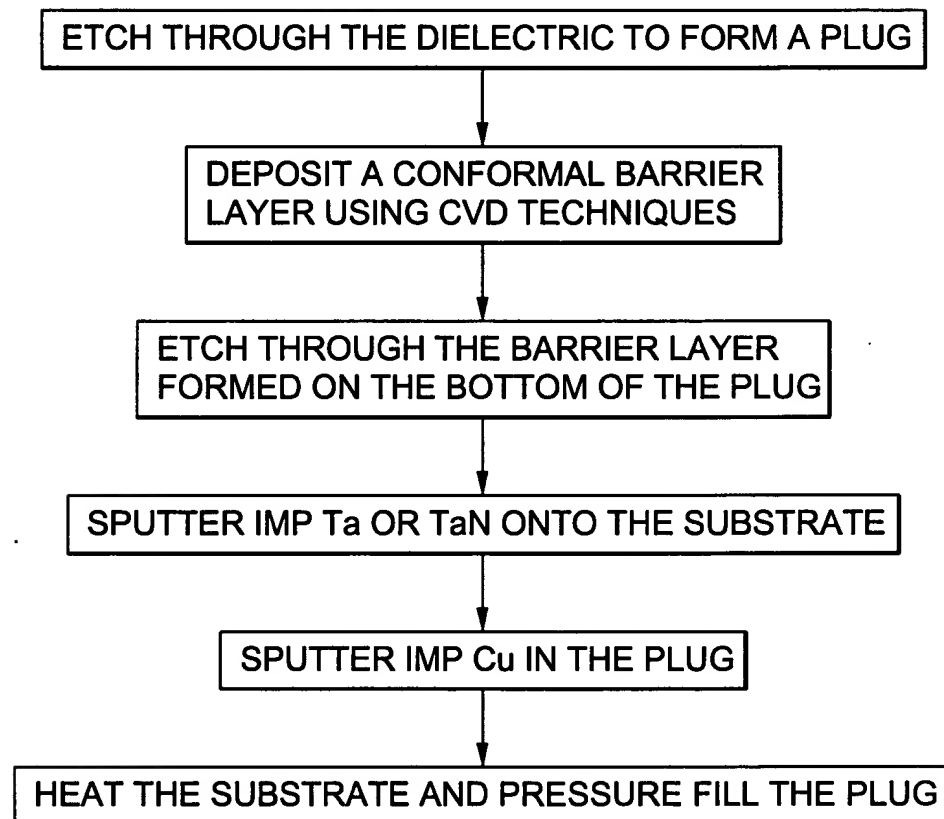 ETCH THROUGH THE DIELECTRIC TO FORM A PLUG
DEPOSIT A CONFORMAL BARRIER
LAYER USING CVD TECHNIQUES
ETCH THROUGH THE BARRIER LAYER
FORMED ON THE BOTTOM OF THE PLUG
SPUTTER IMP Ta OR TaN ONTO THE SUBSTRATE
SPUTTER IMP Cu IN THE PLUG
HEAT THE SUBSTRATE AND PRESSURE FILL THE PLUG